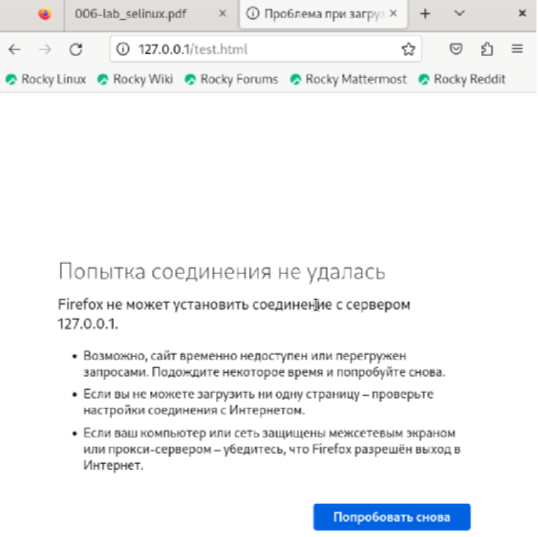 006-lab_selinux.pdf
Проблема при загруз
127.0.0.1/test.html
Rocky Linux Rocky Wiki Rocky Forums Rocky Mattermost Rocky Reddit
Попытка соединения не удалась
Firefox не может установить соединение с сервером
127.0.0.1.
• Возможно, сайт временно недоступен или перегружен
запросами. Подождите некоторое время и попробуйте снова.
• Если вы не можете загрузить ни одну страницу – проверьте
настройки соединения с Интернетом.
• Если ваш компьютер или сеть защищены межсетевым экраном
или прокси-сервером – убедитесь, что Firefox разрешён выход в
Интернет.
Попробовать снова